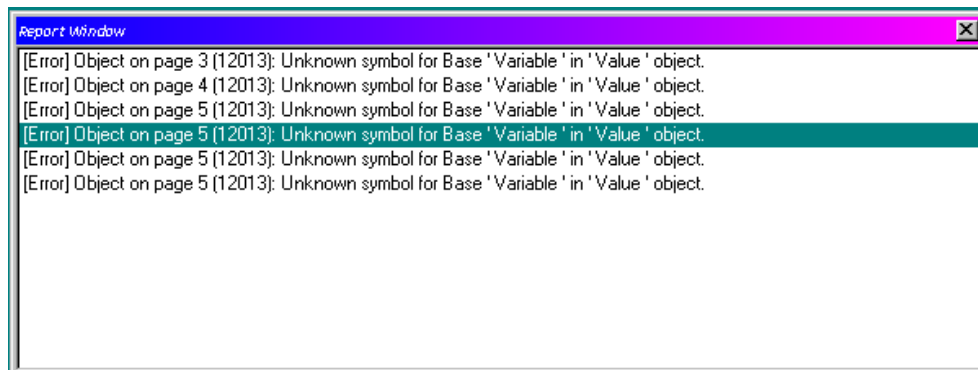 Report Window
[Error] Object on page 3 (12013): Unknown symbol for Base ' Variable ' in ' Value ' object.
[Error] Object on page 4 (12013): Unknown symbol for Base ' Variable ' in ' Value ' object.
[Error] Object on page 5 (12013): Unknown symbol for Base ' Variable ' in ' Value ' object.
[Error] Object on page 5 (12013): Unknown symbol for Base ' Variable ' in ' Value ' object.
[Error] Object on page 5 (12013): Unknown symbol for Base ' Variable ' in ' Value ' object.
[Error] Object on page 5 (12013): Unknown symbol for Base ' Variable ' in ' Value ' object.